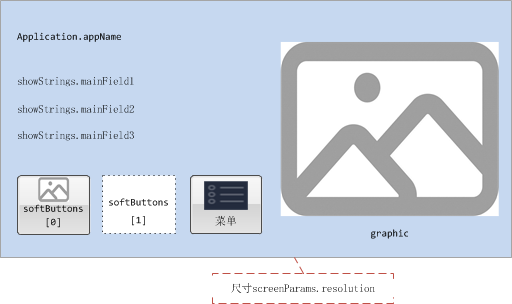 Application.appName
showStrings.mainField1
showStrings.mainField2
showStrings.mainField3
softButtons
[0]
softButtons
[1]
菜单
graphic
尺寸screenParams.resolution